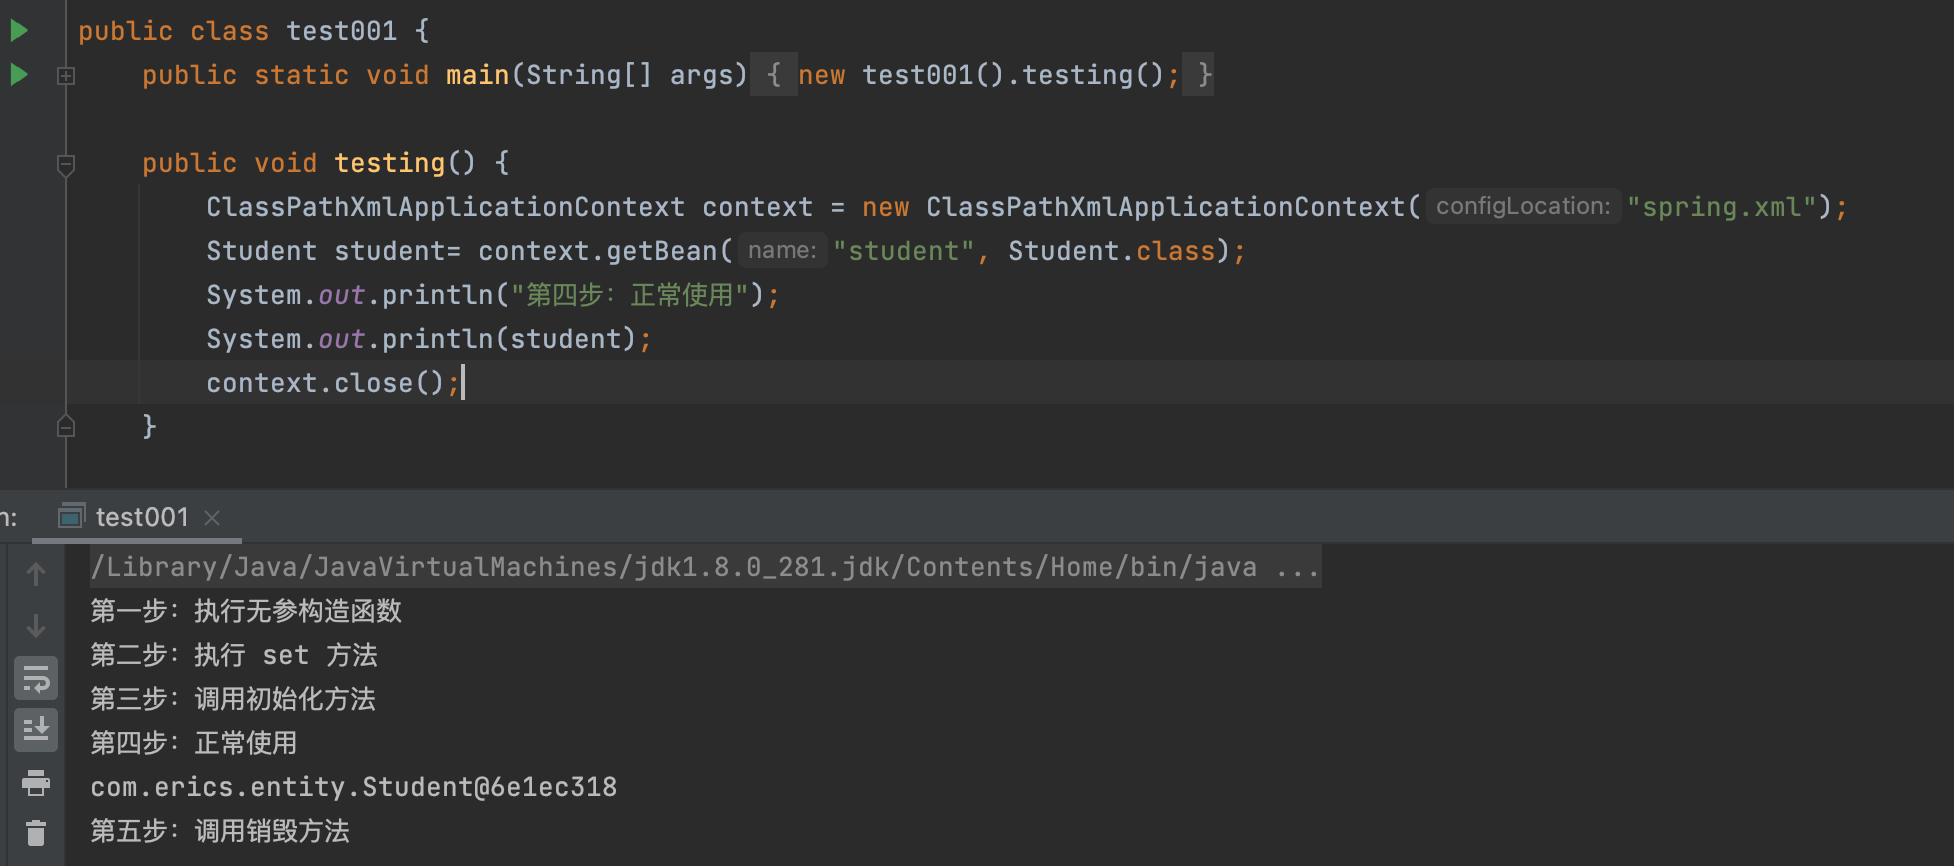 public class test001 {
public static void main(String[] args) { new test001().testing(); }
public void testing() {
ClassPathXmlApplicationContext context = new ClassPathXmlApplicationContext( configLocation: "spring.xml");
Student student= context.getBean( name: "student", Student.class);
System.out.println("第四步：正常使用");
System.out.println(student);
context.close();
}
n: test001
/Library/Java/JavaVirtualMachines/jdk1.8.0_281.jdk/Contents/Home/bin/java ...
第一步：执行无参构造函数
第二步：执行 set 方法
第三步：调用初始化方法
第四步：正常使用
com.erics.entity.Student@6e1ec318
第五步：调用销毁方法